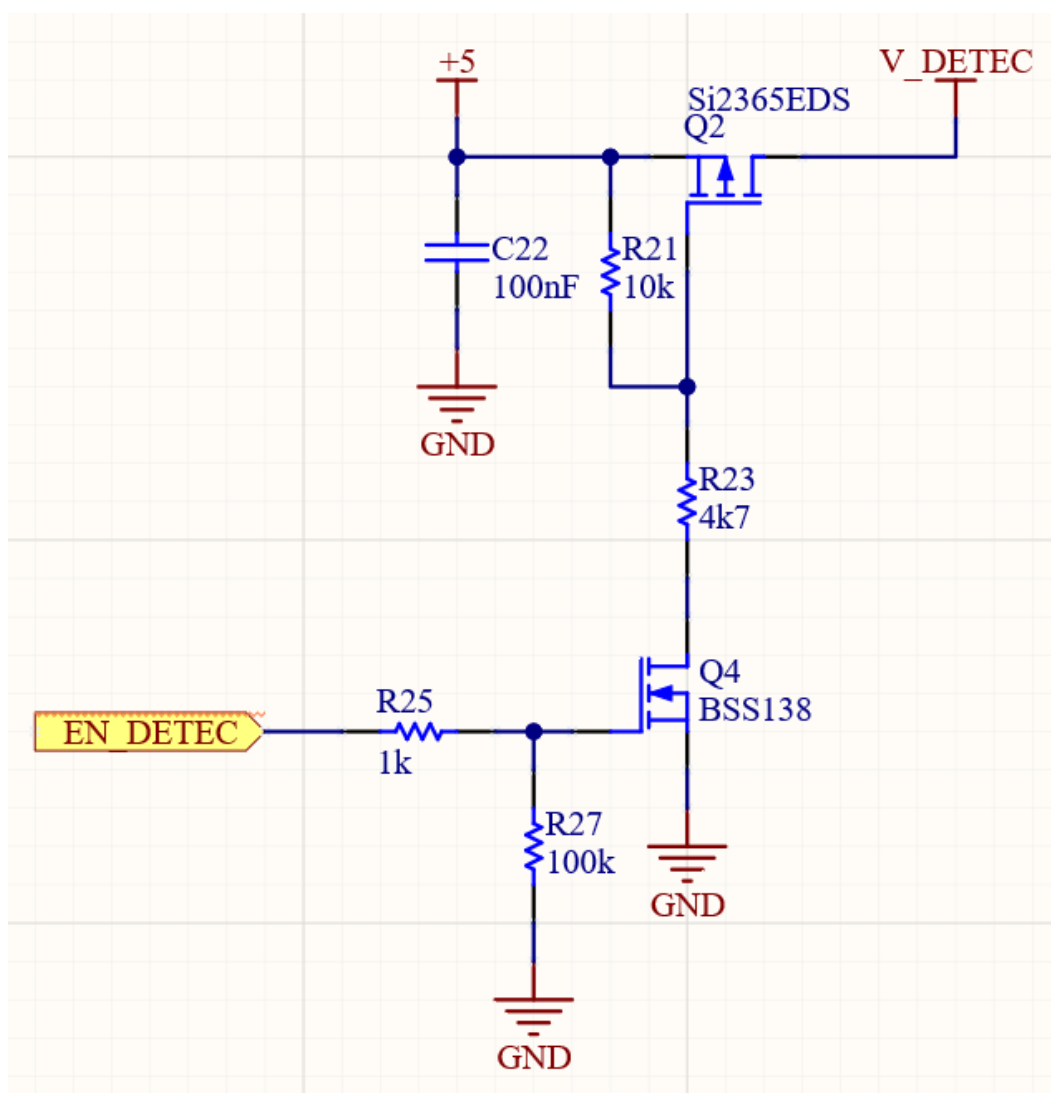 +5
V_DETEC
Si2365EDS
Q2
C22
100nF
R21
10k
GND
R23
4k7
Q4
BSS138
R25
1k
EN_DETEC
R27
100k
GND
GND